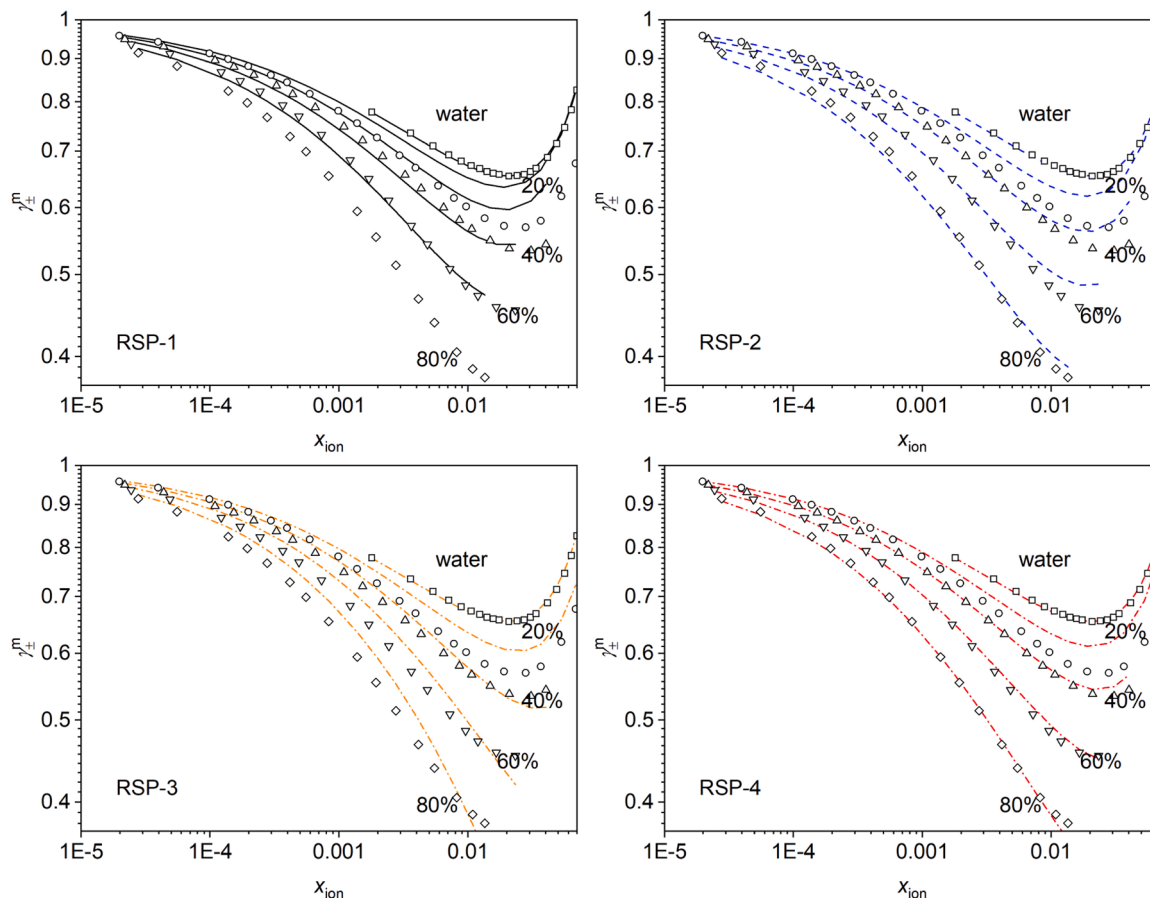 1
0.9
0.8
0.7
0.6
0.5
0.4
γ±m
water
20%
40%
60%
80%
RSP-1
1E-5
1E-4
0.001
0.01
xion
1
0.9
0.8
0.7
0.6
0.5
0.4
γ±m
water
20%
40%
60%
80%
RSP-2
1E-5
1E-4
0.001
0.01
xion
1
0.9
0.8
0.7
0.6
0.5
0.4
γ±m
water
20%
40%
60%
80%
RSP-3
1E-5
1E-4
0.001
0.01
xion
1
0.9
0.8
0.7
0.6
0.5
0.4
γ±m
water
20%
40%
60%
80%
RSP-4
1E-5
1E-4
0.001
0.01
xion